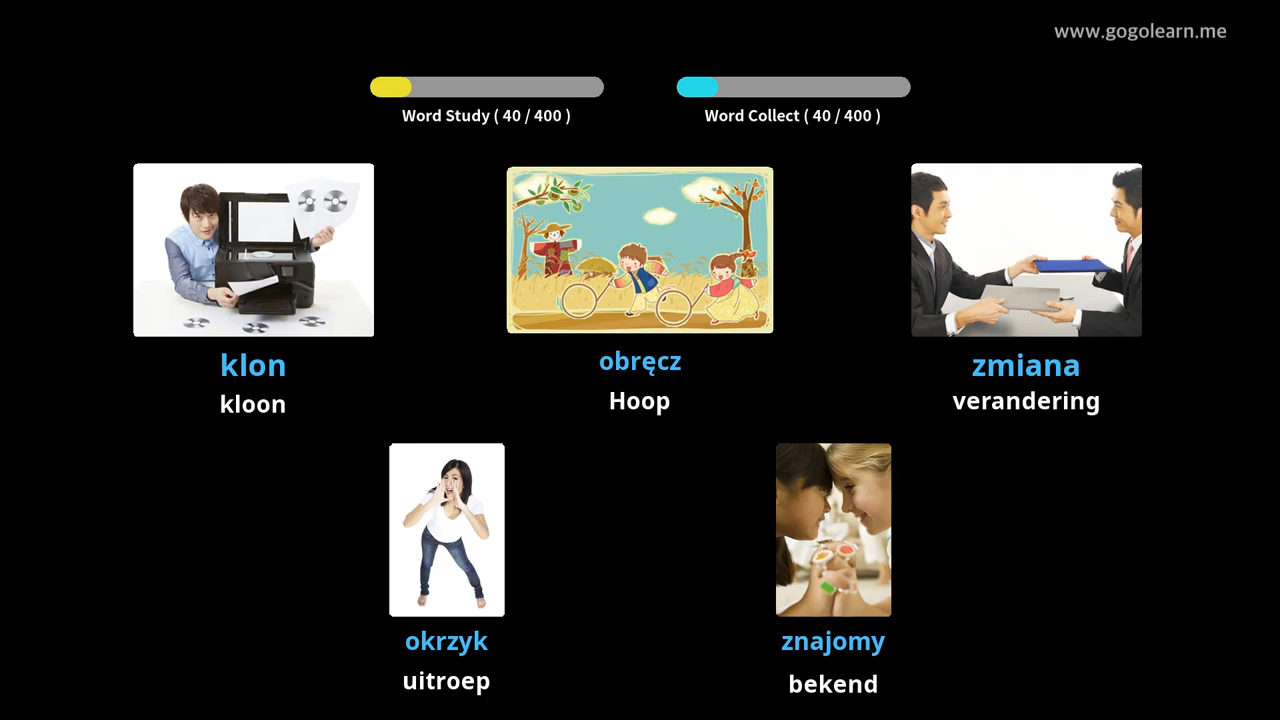 www.gogolearn.me
Word Study ( 40 / 400 )
Word Collect ( 40 / 400 )
klon
kloon
obręcz
Hoop
zmiana
verandering
okrzyk
uitroep
znajomy
bekend